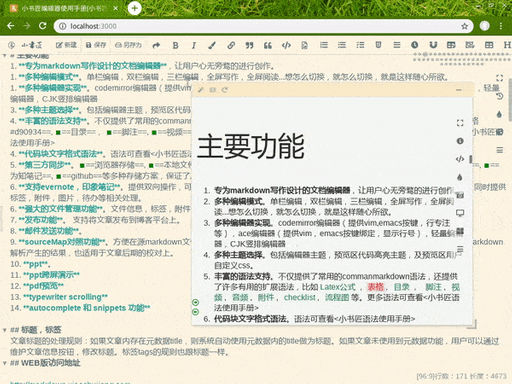 小书匠编辑器使用手册(小书
localhost:3000
新建
保存
另存为
# 主要功能
1. **专为markdown写作设计的文档编辑器**，让用户心无旁骛的进行创作。
1. **多种编辑模式**。单栏编辑，双栏编辑，三栏编辑，全屏写作，全屏阅读...想怎么切换，就怎么切换，就是这样随心所欲。
1. **多种编辑器实现**。codemirror编辑器
编辑器，CJK竖排编辑器
1. **多种主题选择**。包括编辑器主题，预览区代码
1. **丰富的语法支持**。不仅提供了常用的
#d90934==、■==目录==，■==脚注==、■==视频==
使用手册>
4. **代码块文字格式语法**。语法可查看<小书匠语
5. **第三方同步**。■==浏览器存储==、■==本地文
为知笔记==、■==github==等多种存储方案，保证了
6. **支持evernote，印象笔记**。提供双向操作，可
标签，附件，图片，待办等相关处理。
6. **强大的文件管理功能**。文件信息，标签，附件
7. **发布功能**。 支持将文章发布到博客平台上。
8. **邮件发送功能**
9. **sourceMap对照功能**。方便在源markdown文
解析产生的结果，也适用于文章后期的校对上。
10. **ppt**。
11. **ppt跨屏演示**
12. **pdf预览**
13. **typewriter scrolling**
14. **autocomplete 和 snippets 功能**
## 标题，标签
文章标题的处理规则：如果文章内存在元数据title，则系统自动使用元数据内的title做为标题。如果文章未使用到元数据功能，用户可以通过
维护文章信息按钮，修改标题。标签tags的规则也跟标题一样。
## WEB版访问地址
[96:9]行数：171 长度：4673
主要功能
1. 专为markdown写作设计的文档编辑器，让用户心无旁骛的进行创作
2. 多种编辑模式。单栏编辑，双栏编辑，三栏编辑，全屏写作，全屏阅
读...想怎么切换，就怎么切换，就是这样随心所欲。
3. 多种编辑器实现。codemirror编辑器（提供vim,emacs按键，行专注
等），ace编辑器（提供vim，emacs按键绑定，显示行号），轻量编
器，CJK竖排编辑器
4. 多种主题选择。包括编辑器主题，预览区代码高亮主题，及预览区用
自定义css。
5. 丰富的语法支持。不仅提供了常用的commanmark语法，还提供
了许多有用的扩展语法，比如 Latex公式，表格，目录 ， 脚注，视
频，音频，附件，checklist，流程图 等。更多语法可查看<小书匠语
法使用手册>
6. 代码块文字格式语法。语法可查看<小书匠语法使用手册>